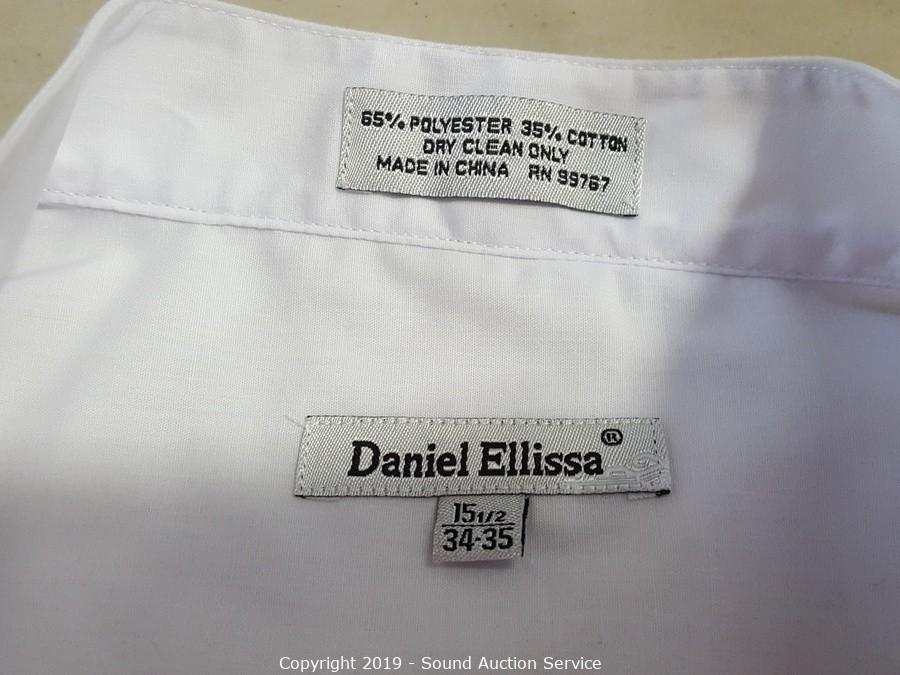 65% POLYESTER 35% COTTON
DRY CLEAN ONLY
MADE IN CHINA RN 99767
Daniel Ellissa®
15 1/2
34-35
Copyright 2019 - Sound Auction Service